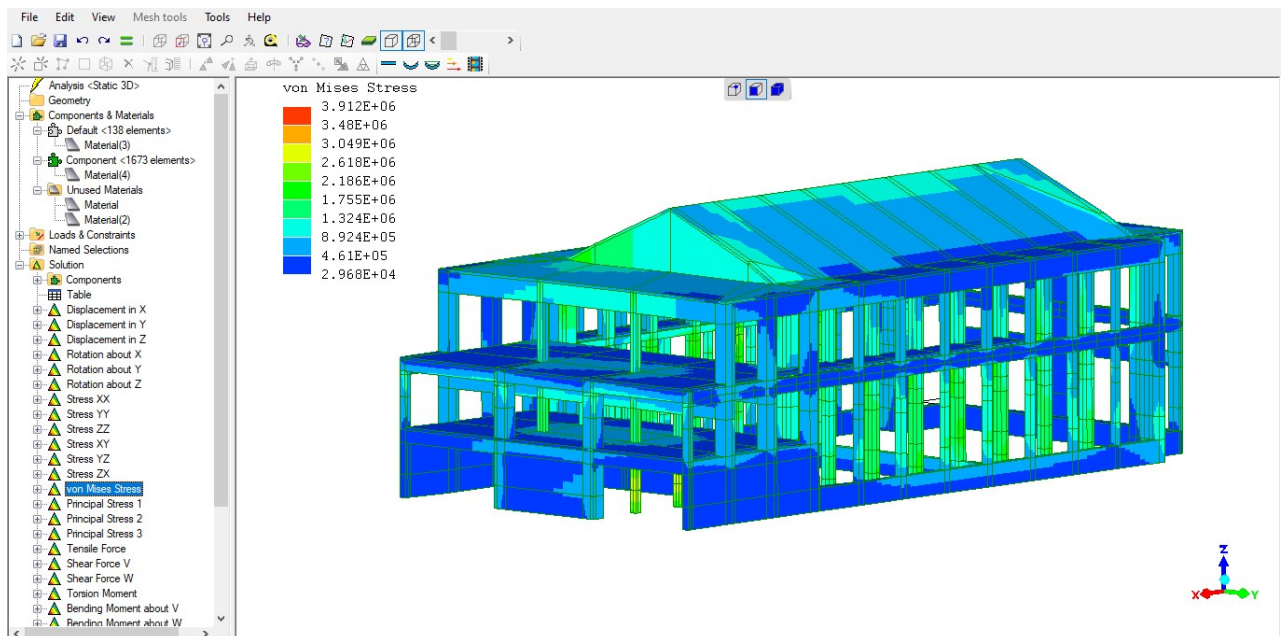 File Edit View Mesh tools Tools Help
Analysis <Static 3D>
Geometry
Components & Materials
Default <138 elements>
Material(3)
Component <1673 elements>
Material(4)
Unused Materials
Material
Material(2)
Loads & Constraints
Named Selections
Solution
Components
Table
Displacement in X
Displacement in Y
Displacement in Z
Rotation about X
Rotation about Y
Rotation about Z
Stress XX
Stress YY
Stress ZZ
Stress XY
Stress YZ
Stress ZX
von Mises Stress
Principal Stress 1
Principal Stress 2
Principal Stress 3
Tensile Force
Shear Force V
Shear Force W
Torsion Moment
Bending Moment about V
Bending Moment about W
von Mises Stress
3.912E+06
3.48E+06
3.049E+06
2.618E+06
2.186E+06
1.755E+06
1.324E+06
8.924E+05
4.61E+05
2.968E+04
Z
X
Y